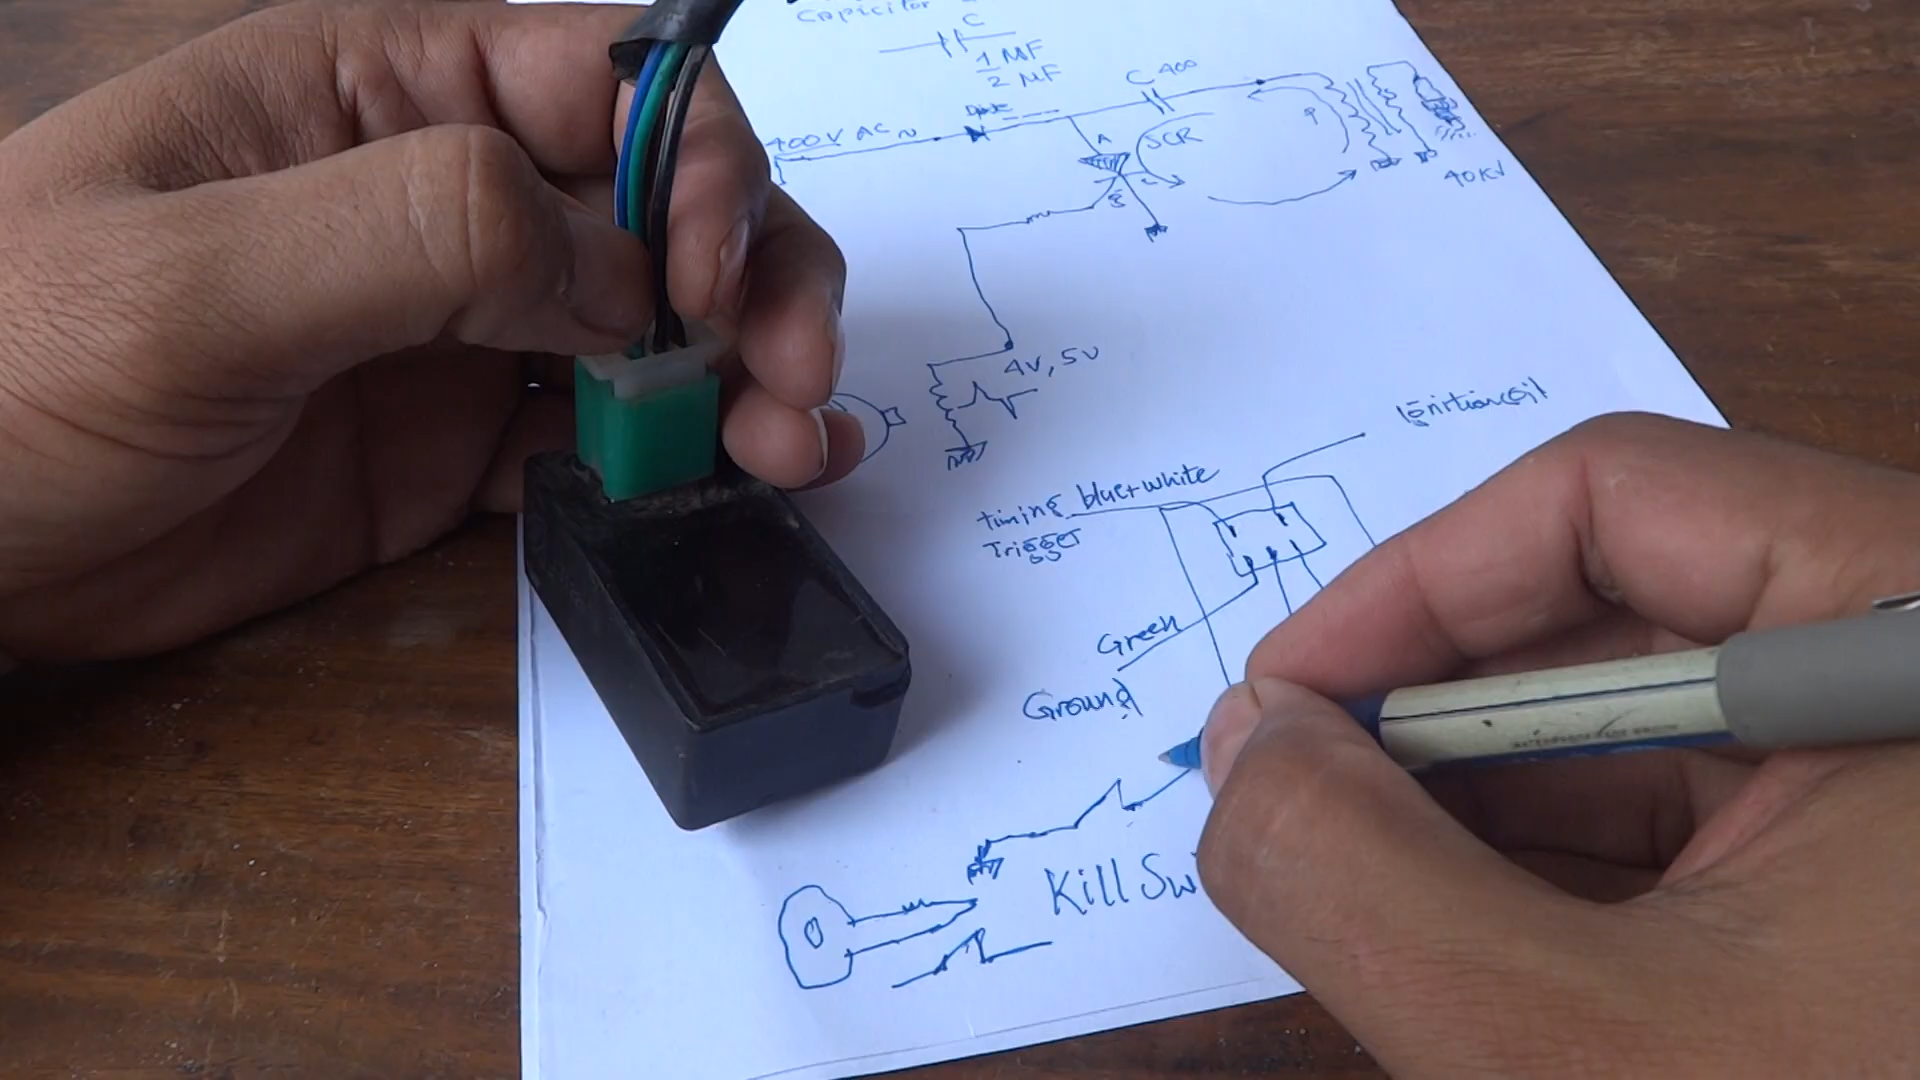 Capicitor
C
1 MF
2 MF
C 400
400V AC ~
A
SCR
G
40KV
4V, 5V
Ignition coil
timing blue+white
Trigger
Green
Ground
Kill Sw